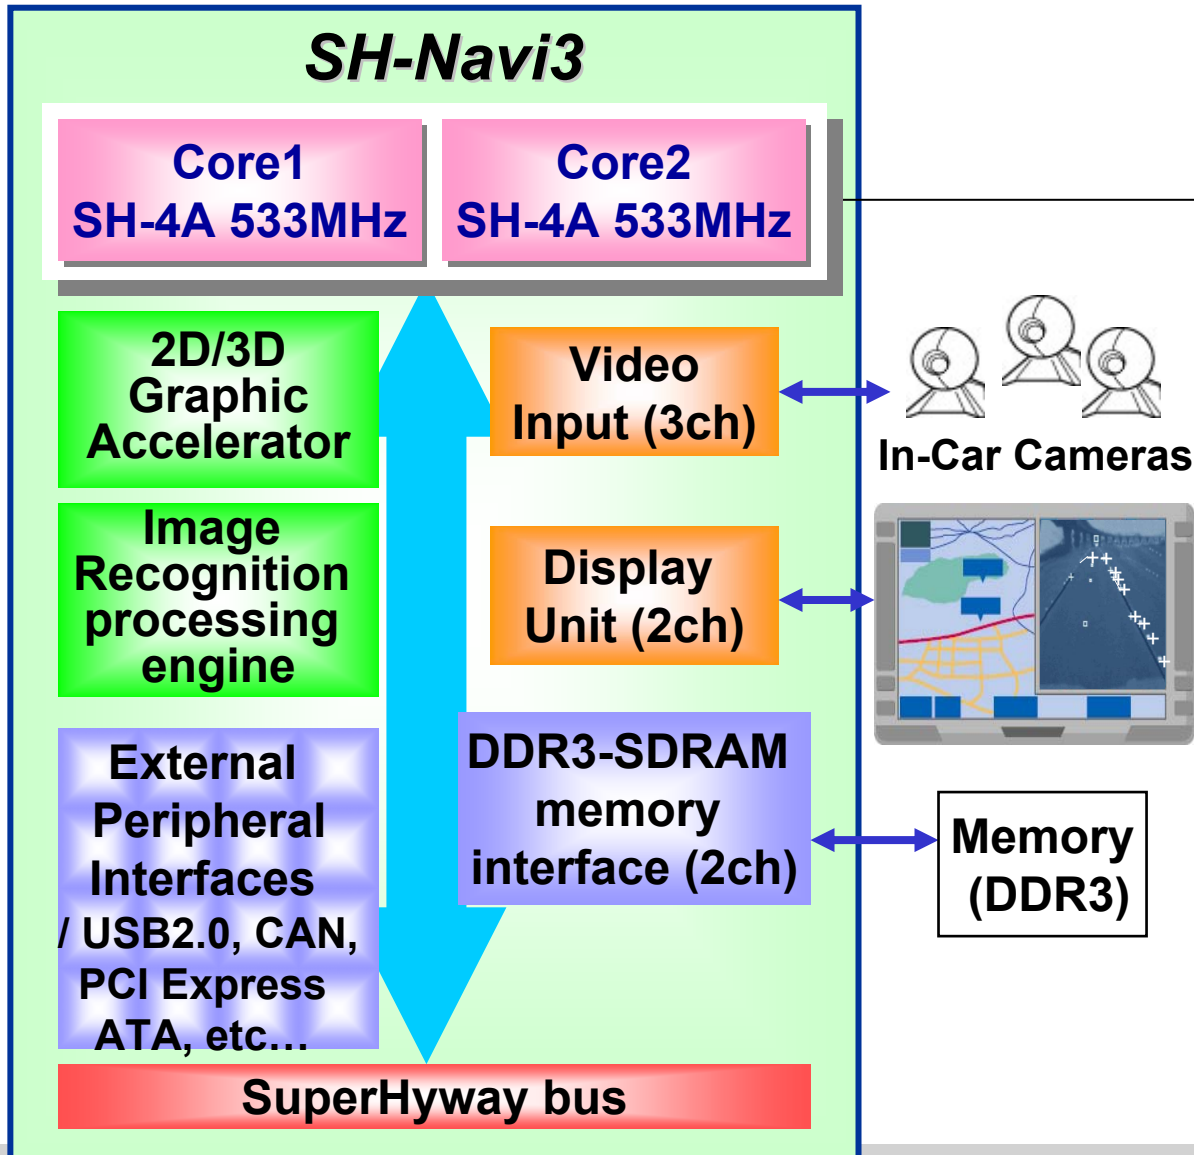 SH-Navi3
Core1
SH-4A 533MHz
Core2
SH-4A 533MHz
2D/3D
Graphic
Accelerator
Video
Input (3ch)
In-Car Cameras
Image
Recognition
processing
engine
Display
Unit (2ch)
External
Peripheral
Interfaces
/ USB2.0, CAN,
PCI Express
ATA, etc…
DDR3-SDRAM
memory
interface (2ch)
Memory
(DDR3)
SuperHyway bus